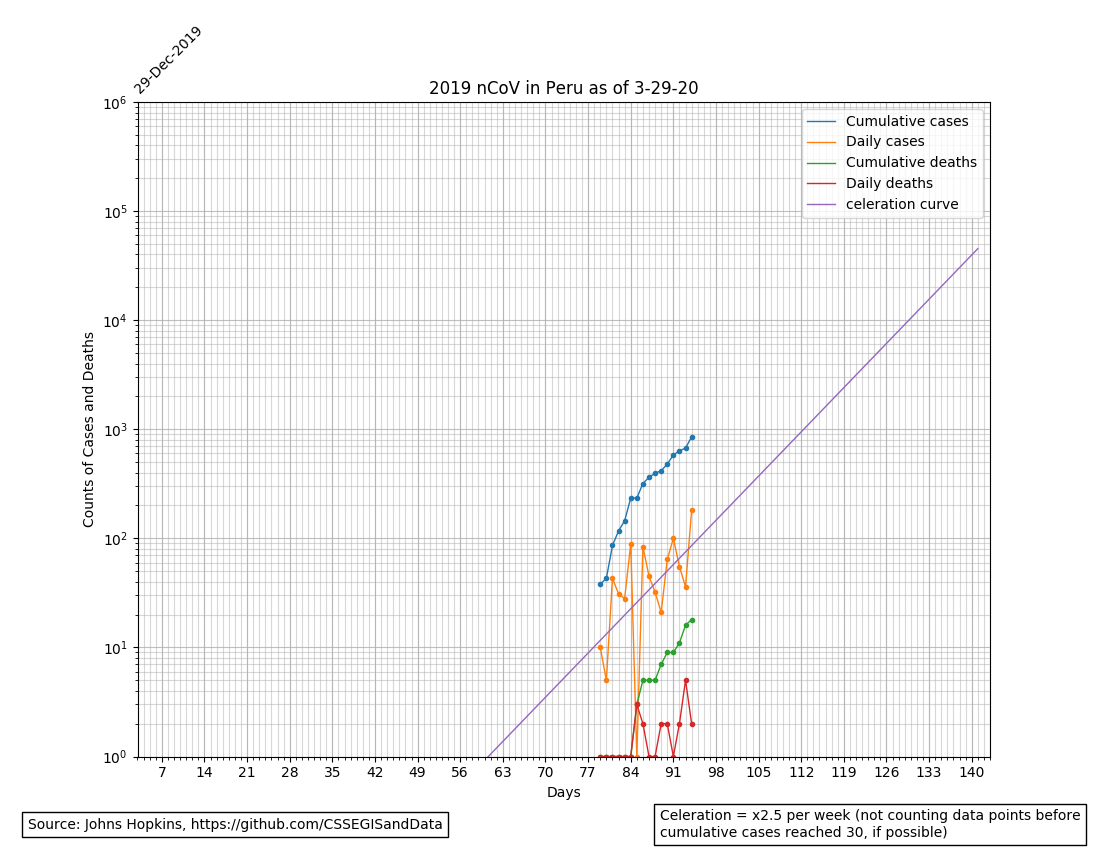 29-Dec-2019
2019 nCoV in Peru as of 3-29-20
10^6
10^5
10^4
10^3
10^2
10^1
10^0
Counts of Cases and Deaths
Cumulative cases
Daily cases
Cumulative deaths
Daily deaths
celeration curve
7 14 21 28 35 42 49 56 63 70 77 84 91 98 105 112 119 126 133 140
Days
Source: Johns Hopkins, https://github.com/CSSEGISandData
Celeration = x2.5 per week (not counting data points before
cumulative cases reached 30, if possible)